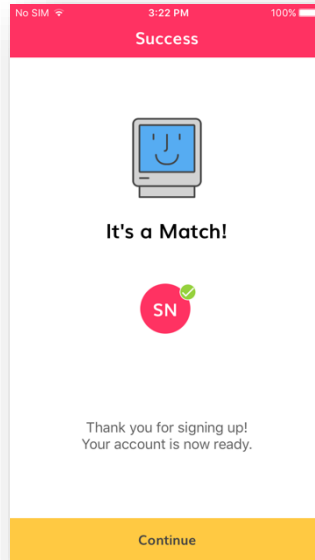 No SIM 3:22 PM 100%
Success
It's a Match!
SN
Thank you for signing up!
Your account is now ready.
Continue